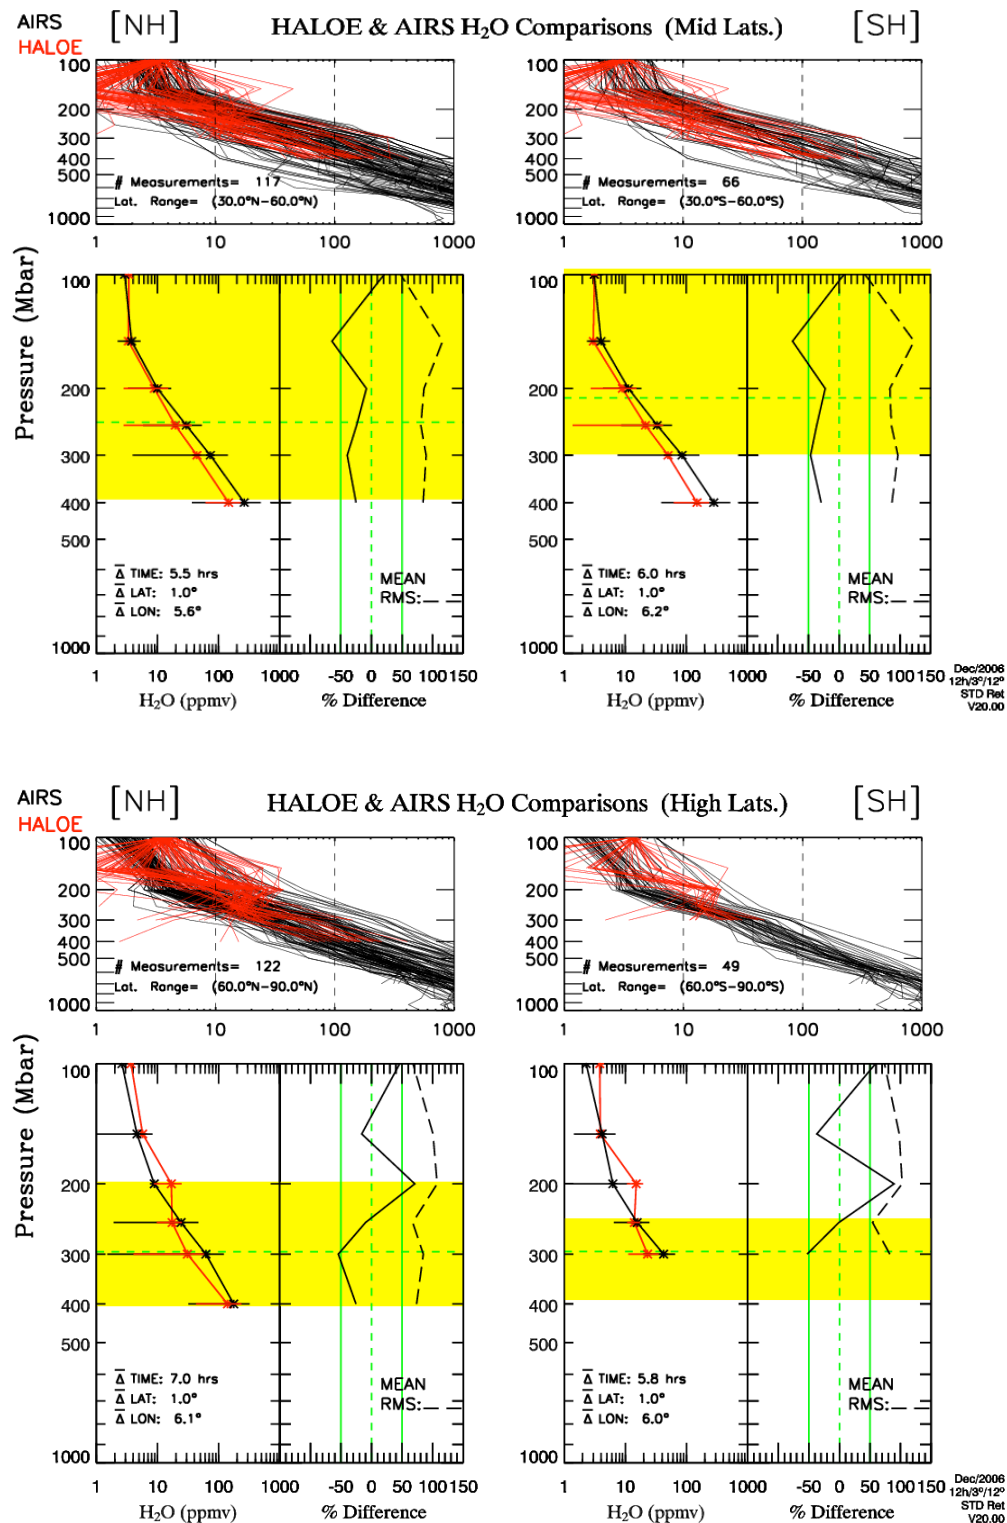 AIRS [NH] HALOE & AIRS H₂O Comparisons (Mid Lats.) [SH]
HALOE
100 100
200 200
300 300
400 400
500 500
# Measurements= 117 # Measurements= 66
Lat. Range= (30.0°N-60.0°N) Lat. Range= (30.0°S-60.0°S)
1000 1000
1 10 100 1000 1 10 100 1000
Pressure (Mbar)
100 100
200 200
300 300
400 400
500 500
Δ TIME: 5.5 hrs MEAN Δ TIME: 6.0 hrs MEAN
Δ LAT: 1.0° RMS: Δ LAT: 1.0° RMS:
Δ LON: 5.6° Δ LON: 6.2°
1000 1000
1 10 100 1000 -50 0 50 100 150 1 10 100 1000 -50 0 50 100 150
H₂O (ppmv) % Difference H₂O (ppmv) % Difference
Dec/2006
12h/3°/12°
STD Ret
V20.00
AIRS [NH] HALOE & AIRS H₂O Comparisons (High Lats.) [SH]
HALOE
100 100
200 200
300 300
400 400
500 500
# Measurements= 122 # Measurements= 49
Lat. Range= (60.0°N-90.0°N) Lat. Range= (60.0°S-90.0°S)
1000 1000
1 10 100 1000 1 10 100 1000
Pressure (Mbar)
100 100
200 200
300 300
400 400
500 500
Δ TIME: 7.0 hrs MEAN Δ TIME: 5.8 hrs MEAN
Δ LAT: 1.0° RMS: Δ LAT: 1.0° RMS:
Δ LON: 6.1° Δ LON: 6.0°
1000 1000
1 10 100 1000 -50 0 50 100 150 1 10 100 1000 -50 0 50 100 150
H₂O (ppmv) % Difference H₂O (ppmv) % Difference
Dec/2006
12h/3°/12°
STD Ret
V20.00